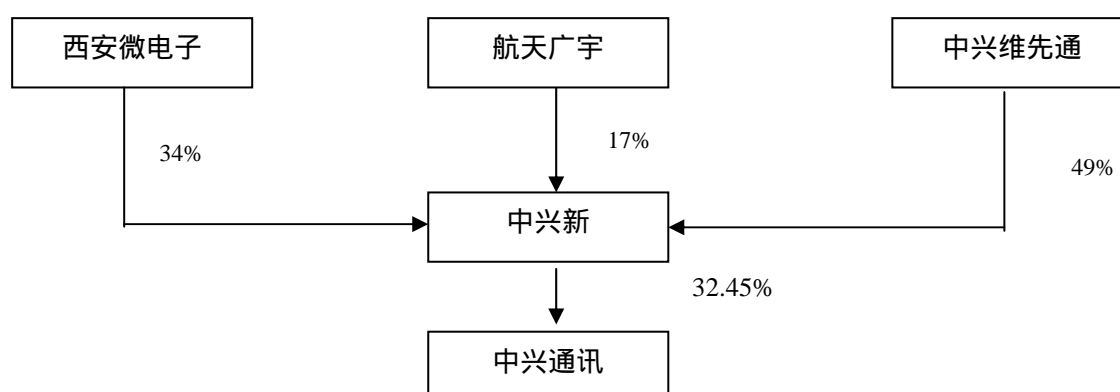 西安微电子
航天广宇
中兴维先通
34%
17%
49%
中兴新
32.45%
中兴通讯